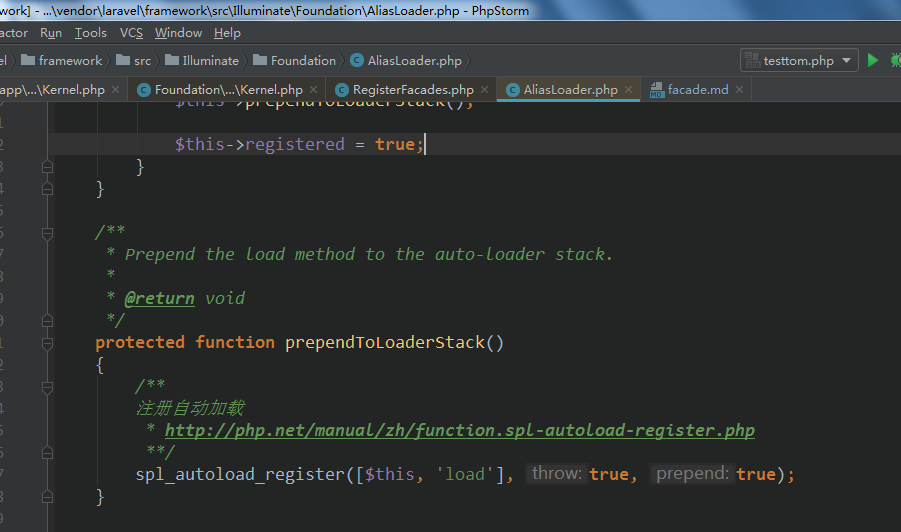 work] - ...\vendor\laravel\framework\src\Illuminate\Foundation\AliasLoader.php - PhpStorm
actor Run Tools VCS Window Help
el framework src Illuminate Foundation AliasLoader.php testtom.php
app\...\Kernel.php Foundation\...\Kernel.php RegisterFacades.php AliasLoader.php facade.md
$this->prependToLoaderStack();
$this->registered = true;
}
}
/**
* Prepend the load method to the auto-loader stack.
*
* @return void
*/
protected function prependToLoaderStack()
{
/**
注册自动加载
* http://php.net/manual/zh/function.spl-autoload-register.php
**/
spl_autoload_register([$this, 'load'], throw: true, prepend: true);
}